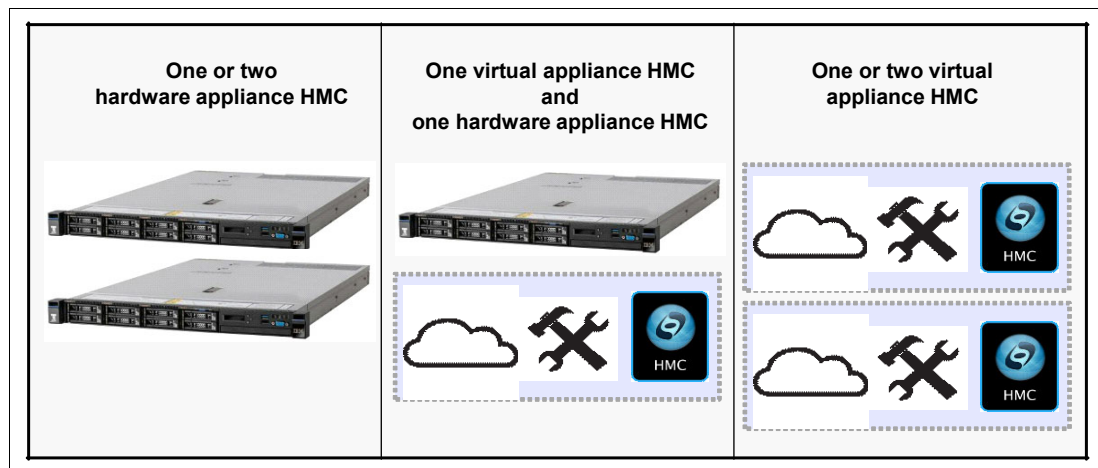 One or two
hardware appliance HMC
One virtual appliance HMC
and
one hardware appliance HMC
One or two virtual
appliance HMC
HMC
HMC
HMC